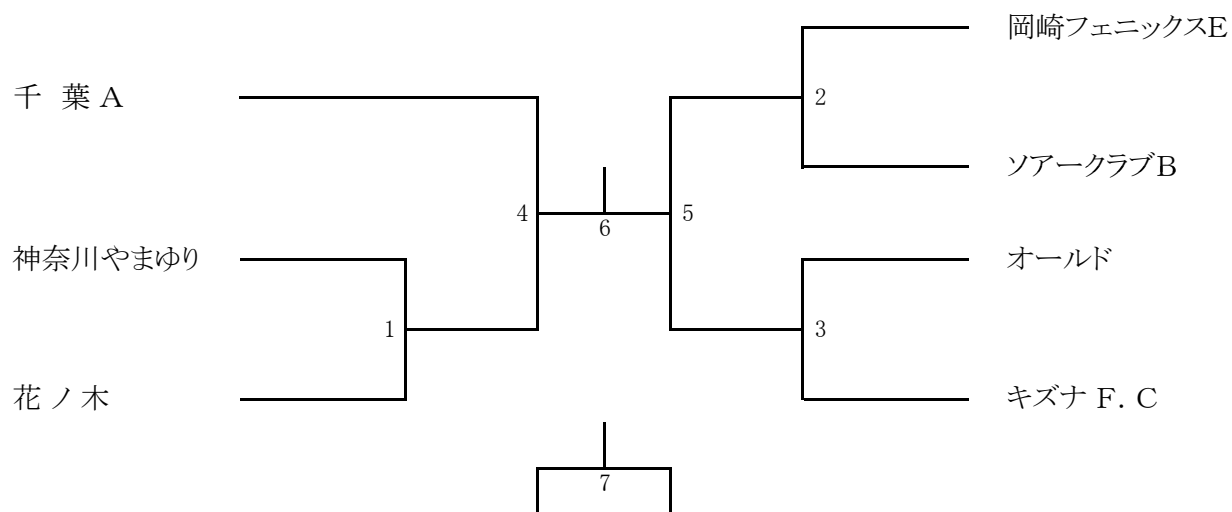 岡崎フェニックスE
千 葉 A
2
ソアークラブB
4
6
5
神奈川やまゆり
オールド
1
3
花 ノ 木
キズナ F. C
7